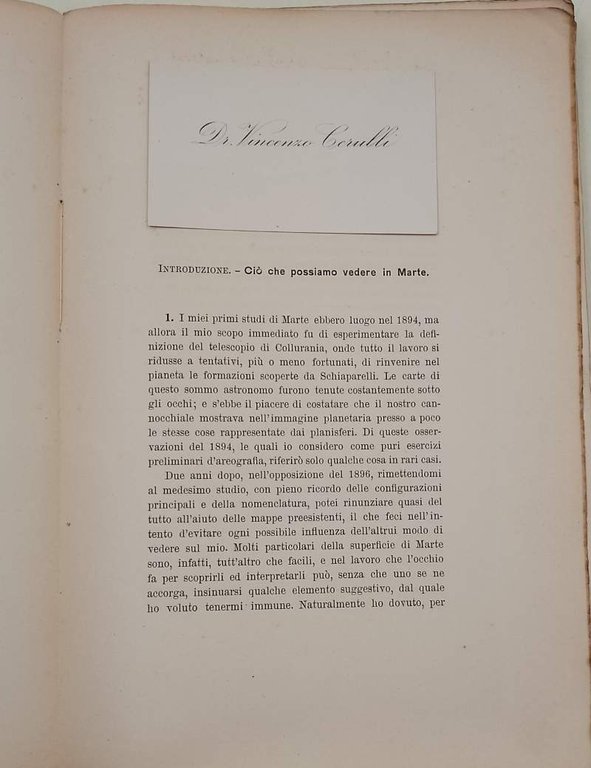 Dr. Vincenzo Cerulli
Introduzione. – Ciò che possiamo vedere in Marte.
1. I miei primi studi di Marte ebbero luogo nel 1894, ma
allora il mio scopo immediato fu di esperimentare la defi-
nizione del telescopio di Collurania, onde tutto il lavoro si
ridusse a tentativi, più o meno fortunati, di rinvenire nel
pianeta le formazioni scoperte da Schiaparelli. Le carte di
questo sommo astronomo furono tenute costantemente sotto
gli occhi; e s'ebbe il piacere di costatare che il nostro can-
nocchiale mostrava nell'immagine planetaria presso a poco
le stesse cose rappresentate dai planisferi. Di queste osser-
vazioni del 1894, le quali io considero come puri esercizi
preliminari d'areografia, riferirò solo qualche cosa in rari casi.
Due anni dopo, nell'opposizione del 1896, rimettendomi
al medesimo studio, con pieno ricordo delle configurazioni
principali e della nomenclatura, potei rinunziare quasi del
tutto all'aiuto delle mappe preesistenti, il che feci nell'in-
tento d'evitare ogni possibile influenza dell'altrui modo di
vedere sul mio. Molti particolari della superficie di Marte
sono, infatti, tutt'altro che facili, e nel lavoro che l'occhio
fa per scoprirli ed interpretarli può, senza che uno se ne
accorga, insinuarsi qualche elemento suggestivo, dal quale
ho voluto tenermi immune. Naturalmente ho dovuto, per